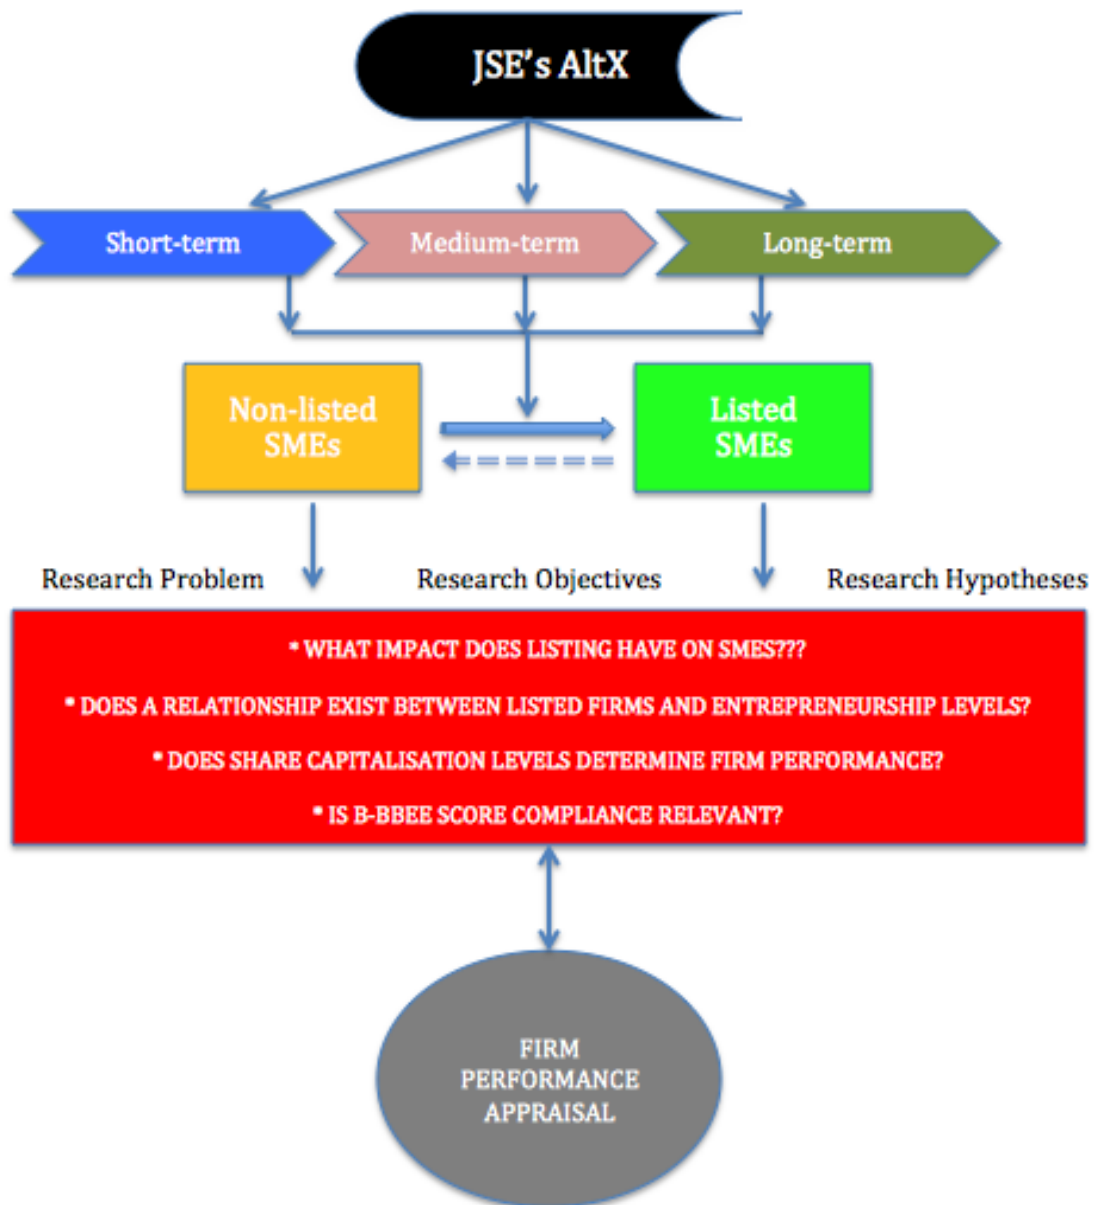 JSE's AltX
Short-term
Medium-term
Long-term
Non-listed
SMEs
Listed
SMEs
Research Problem
Research Objectives
Research Hypotheses
* WHAT IMPACT DOES LISTING HAVE ON SMES???
* DOES A RELATIONSHIP EXIST BETWEEN LISTED FIRMS AND ENTREPRENEURSHIP LEVELS?
* DOES SHARE CAPITALISATION LEVELS DETERMINE FIRM PERFORMANCE?
* IS B-BBEE SCORE COMPLIANCE RELEVANT?
FIRM
PERFORMANCE
APPRAISAL